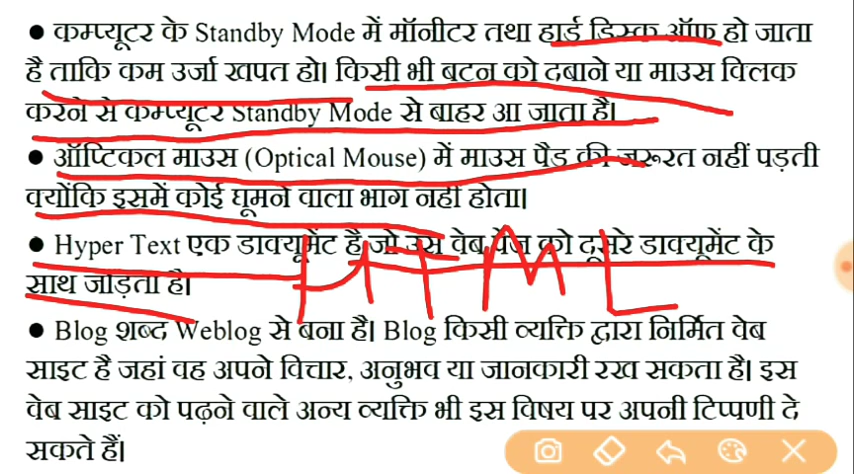 ● कम्प्यूटर के Standby Mode में मॉनीटर तथा हार्ड डिस्क ऑफ हो जाता
है ताकि कम उर्जा खपत हो। किसी भी बटन को दबाने या माउस क्लिक
करने से कम्प्यूटर Standby Mode से बाहर आ जाता है।
● ऑप्टिकल माउस (Optical Mouse) में माउस पैड की जरूरत नहीं पड़ती
क्योंकि इसमें कोई घूमने वाला भाग नहीं होता।
● Hyper Text एक डाक्यूमेंट है जो उस वेब पेज को दूसरे डाक्यूमेंट के
साथ जोड़ता है।
HTML
● Blog शब्द Weblog से बना है। Blog किसी व्यक्ति द्वारा निर्मित वेब
साइट है जहां वह अपने विचार, अनुभव या जानकारी रख सकता है। इस
वेब साइट को पढ़ने वाले अन्य व्यक्ति भी इस विषय पर अपनी टिप्पणी दे
सकते हैं।